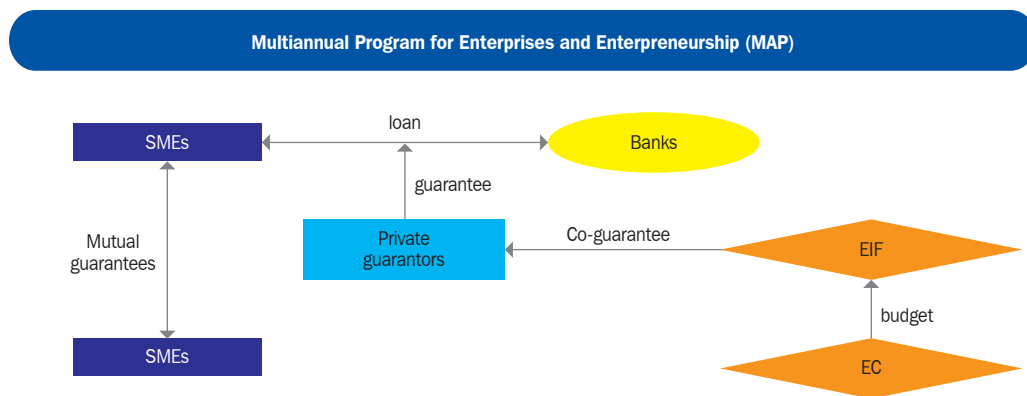 Multiannual Program for Enterprises and Enterpreneurship (MAP)
loan
SMEs
Banks
guarantee
Mutual
guarantees
Private
guarantors
Co-guarantee
EIF
budget
SMEs
EC